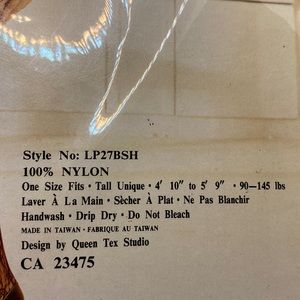 Style No: LP27BSH
100% NYLON
One Size Fits · Tall Unique · 4' 10" to 5' 9" · 90-145 lbs
Laver À La Main · Sècher À Plat · Ne Pas Blanchir
Handwash · Drip Dry · Do Not Bleach
MADE IN TAIWAN · FABRIQUE AU TAIWAN
Design by Queen Tex Studio
CA 23475